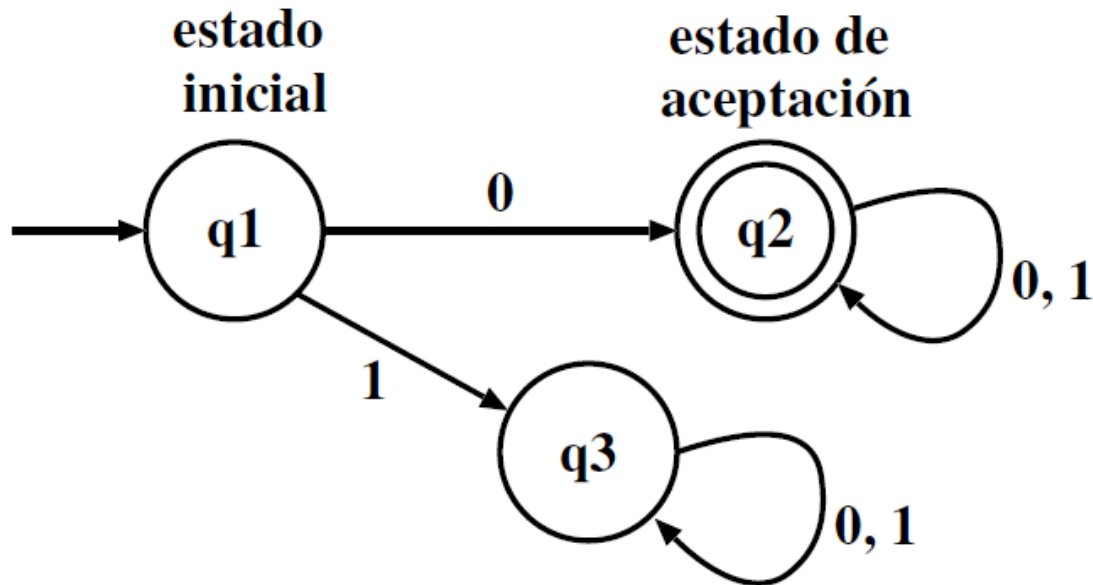 estado
inicial
estado de
aceptación
q1
0
q2
0, 1
1
q3
0, 1